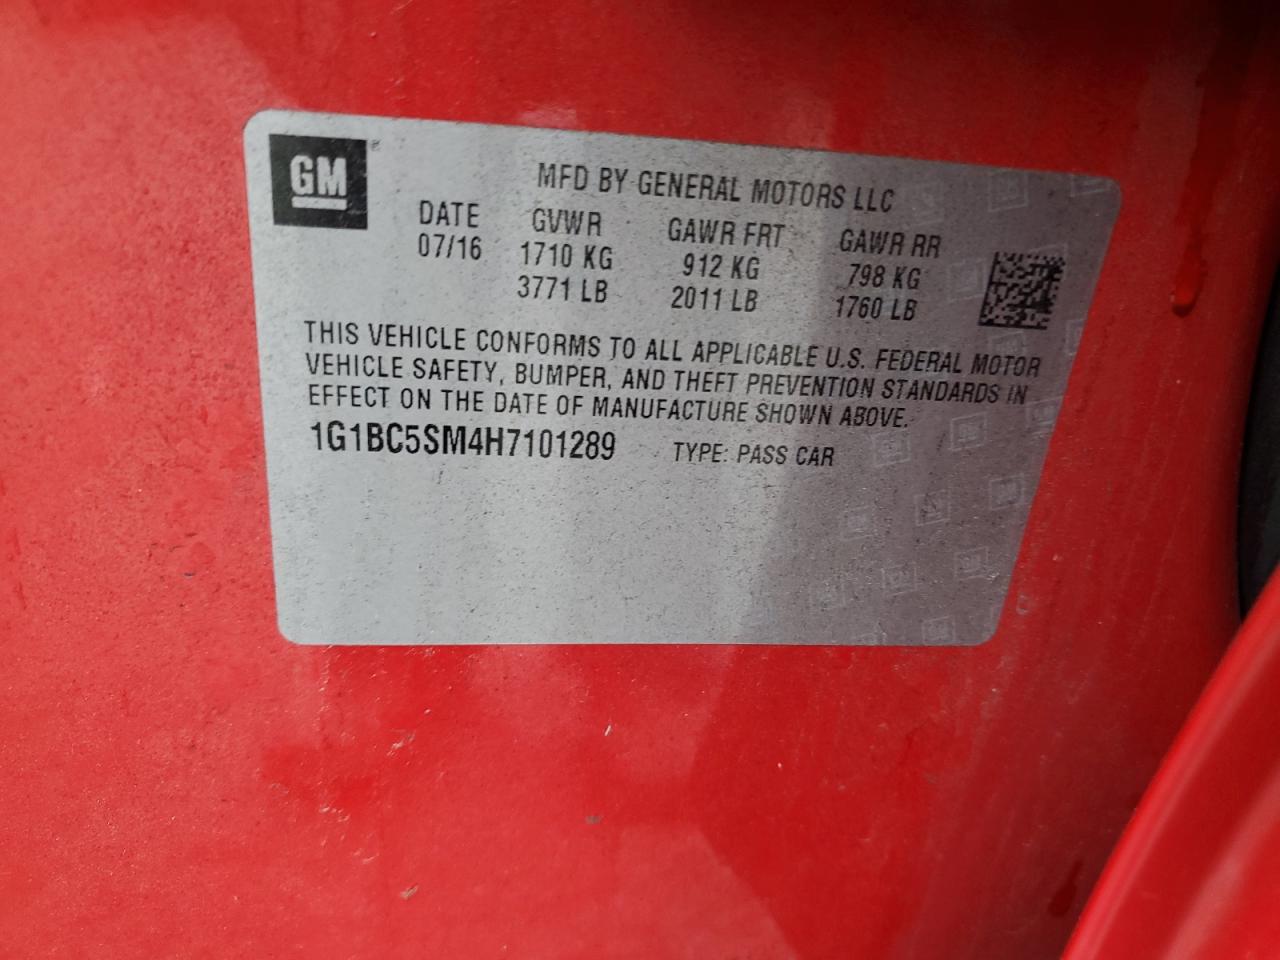 GM
MFD BY GENERAL MOTORS LLC
DATE GVWR GAWR FRT GAWR RR
07/16 1710 KG 912 KG 798 KG
3771 LB 2011 LB 1760 LB
THIS VEHICLE CONFORMS TO ALL APPLICABLE U.S. FEDERAL MOTOR
VEHICLE SAFETY, BUMPER, AND THEFT PREVENTION STANDARDS IN
EFFECT ON THE DATE OF MANUFACTURE SHOWN ABOVE.
1G1BC5SM4H7101289 TYPE: PASS CAR